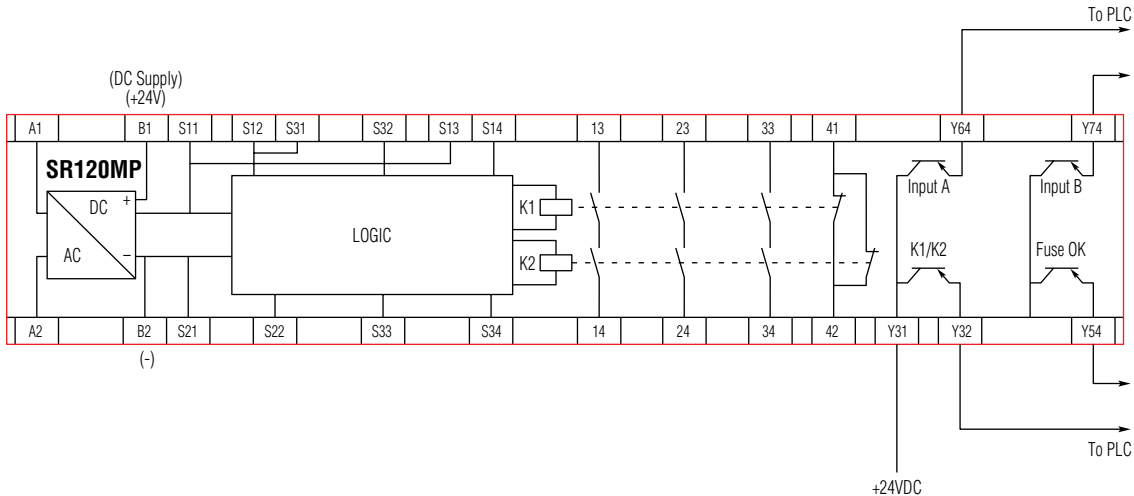 To PLC
(DC Supply)
(+24V)
A1 B1 S11 S12 S31 S32 S13 S14 13 23 33 41 Y64 Y74
SR120MP
DC +
AC –
LOGIC
K1
K2
Input A
Input B
K1/K2
Fuse OK
A2 B2 S21 S22 S33 S34 14 24 34 42 Y31 Y32 Y54
(-)
To PLC
+24VDC